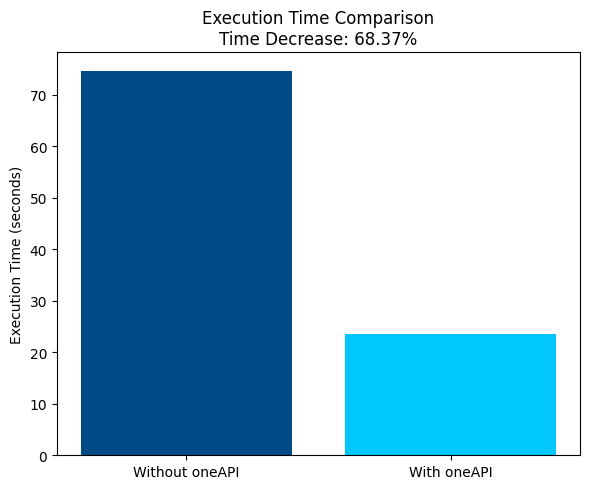 Execution Time Comparison
Time Decrease: 68.37%
Execution Time (seconds)
70
60
50
40
30
20
10
0
Without oneAPI
With oneAPI